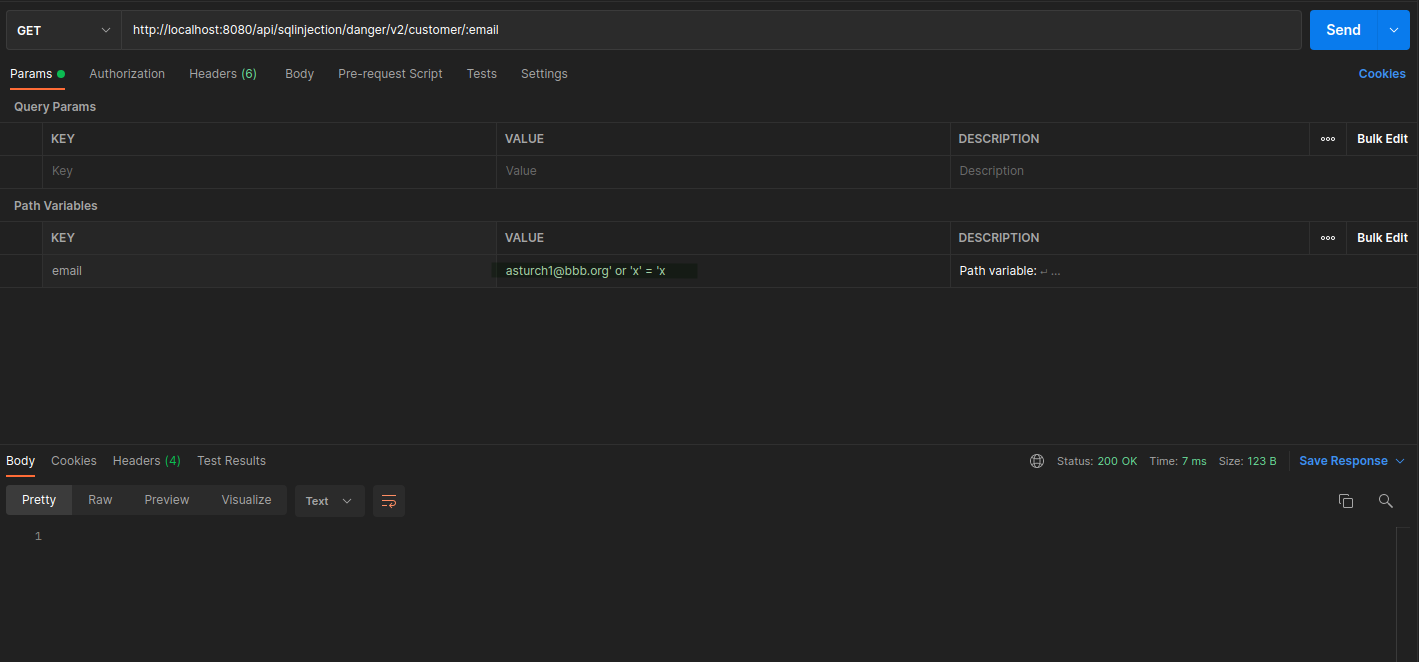 GET http://localhost:8080/api/sqlinjection/danger/v2/customer/:email Send
Params Authorization Headers (6) Body Pre-request Script Tests Settings Cookies
Query Params
KEY VALUE DESCRIPTION Bulk Edit
Key Value Description
Path Variables
KEY VALUE DESCRIPTION Bulk Edit
email asturch1@bbb.org' or 'x' = 'x Path variable: ↵ ...
Body Cookies Headers (4) Test Results Status: 200 OK Time: 7 ms Size: 123 B Save Response
Pretty Raw Preview Visualize Text
1